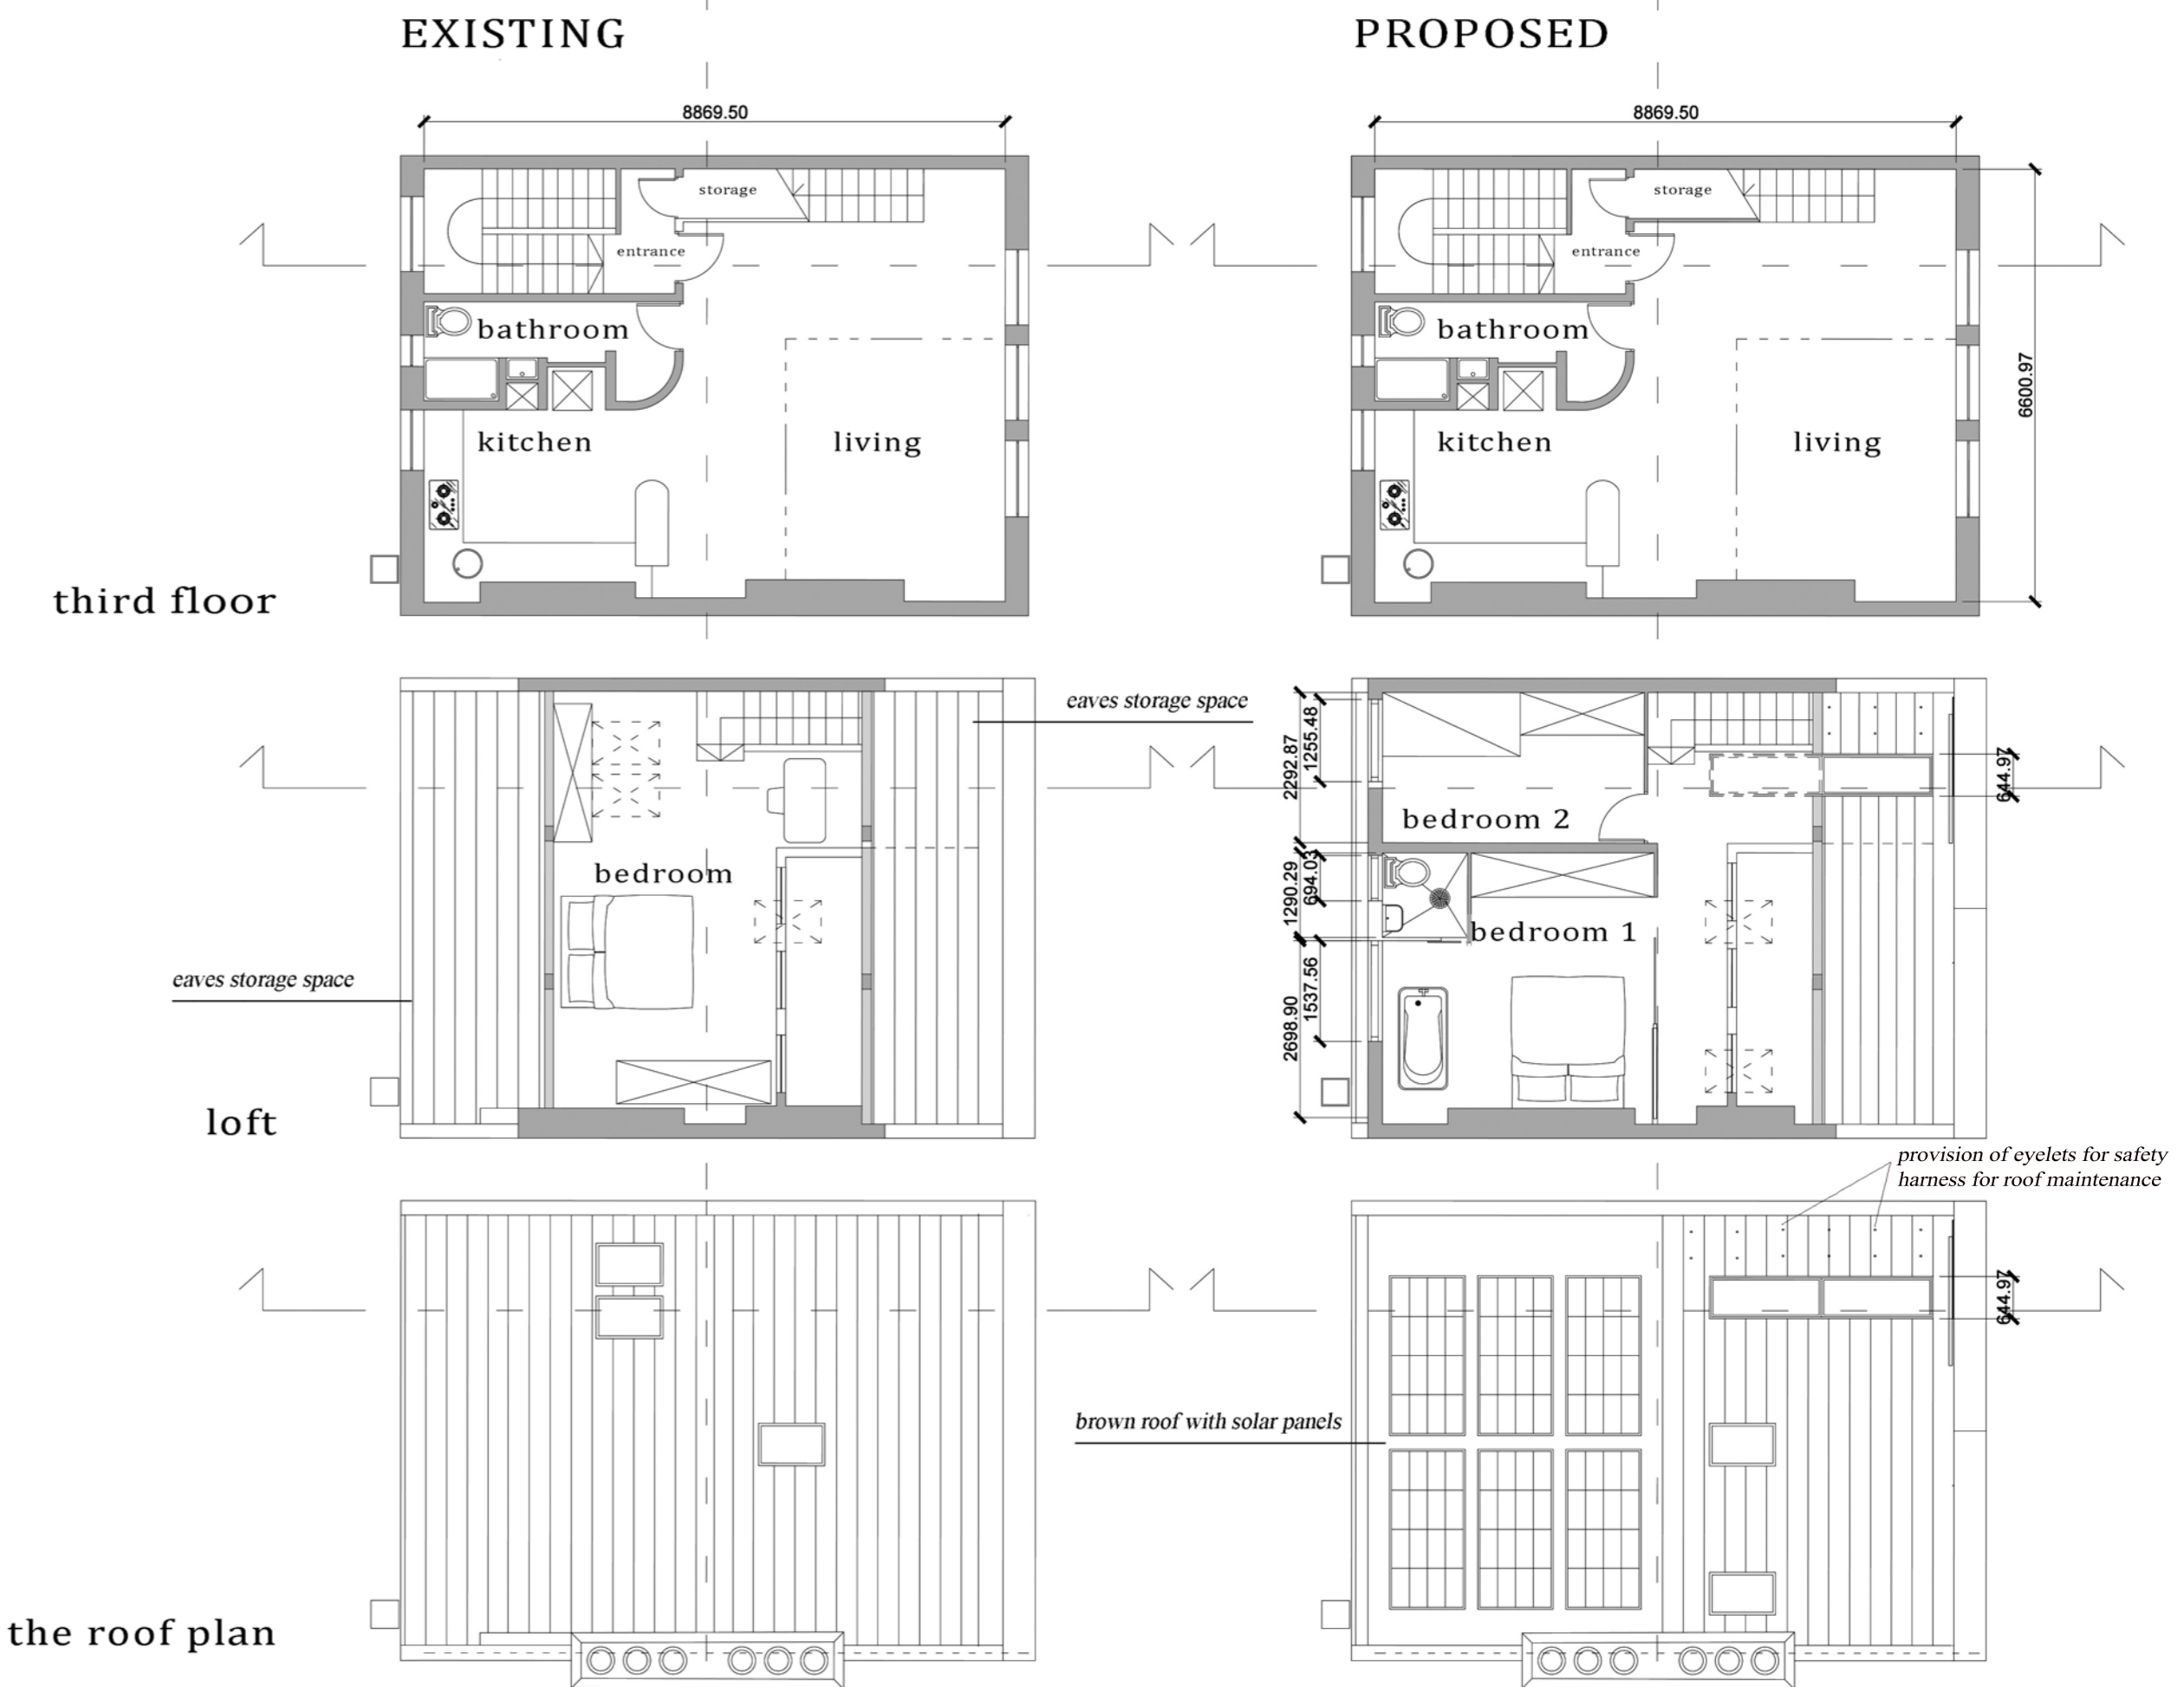 EXISTING
PROPOSED
8869.50
8869.50
storage
entrance
bathroom
kitchen
living
storage
entrance
bathroom
kitchen
living
6600.97
third floor
eaves storage space
bedroom
eaves storage space
loft
2292.87
1255.48
1290.29
694.03
2698.90
1537.56
bedroom 2
bedroom 1
644.97
provision of eyelets for safety
harness for roof maintenance
644.97
brown roof with solar panels
the roof plan